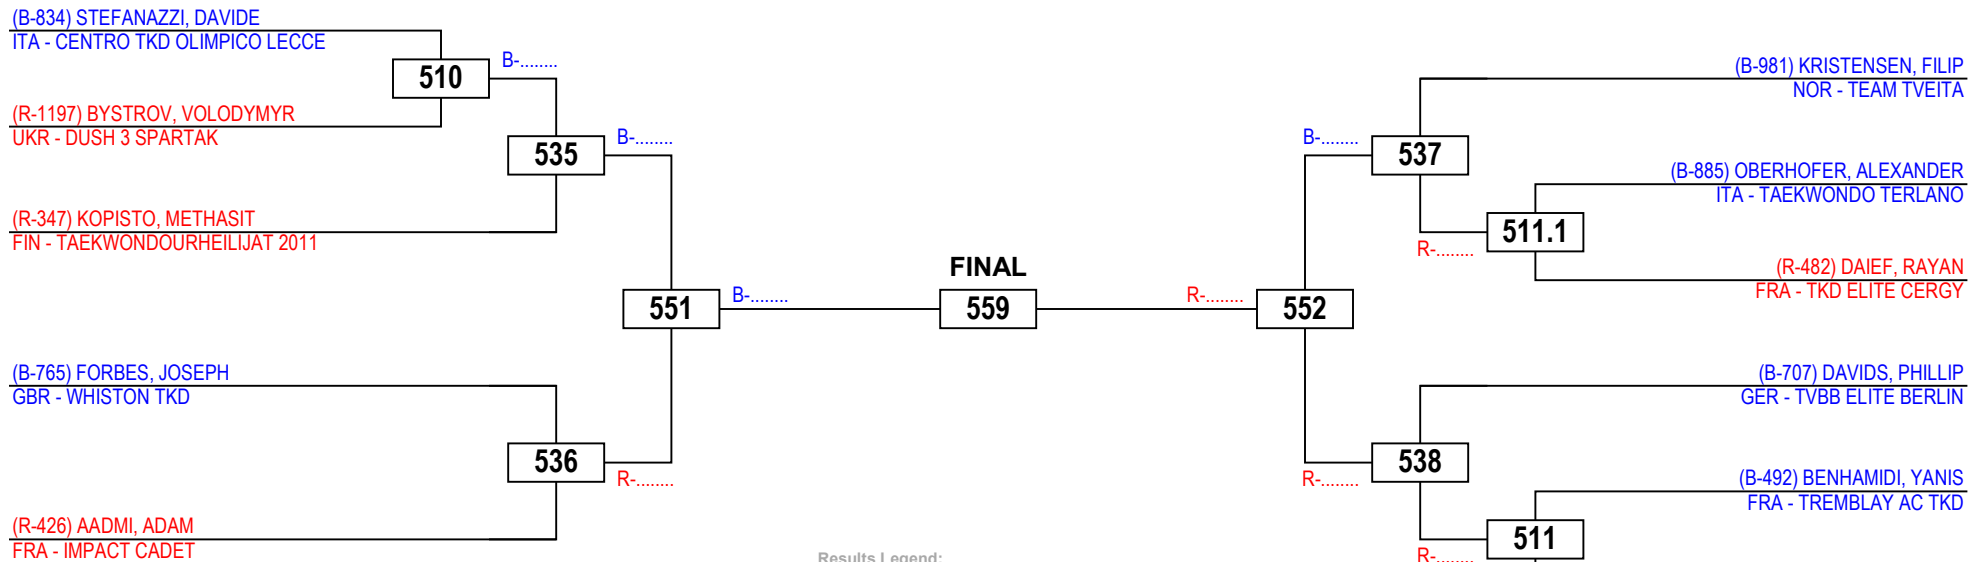 (B-834) STEFANAZZI, DAVIDE
ITA - CENTRO TKD OLIMPICO LECCE
510
B-........
(R-1197) BYSTROV, VOLODYMYR
UKR - DUSH 3 SPARTAK
535
B-........
(R-347) KOPISTO, METHASIT
FIN - TAEKWONDOURHEILIJAT 2011
551
B-........
(B-765) FORBES, JOSEPH
GBR - WHISTON TKD
536
R-........
(R-426) AADMI, ADAM
FRA - IMPACT CADET
FINAL
559
(B-981) KRISTENSEN, FILIP
NOR - TEAM TVEITA
B-........
537
(B-885) OBERHOFER, ALEXANDER
ITA - TAEKWONDO TERLANO
511.1
R-........
(R-482) DAIEF, RAYAN
FRA - TKD ELITE CERGY
R-........
552
(B-707) DAVIDS, PHILLIP
GER - TVBB ELITE BERLIN
538
R-........
(B-492) BENHAMIDI, YANIS
FRA - TREMBLAY AC TKD
511
R-........
Results Legend: